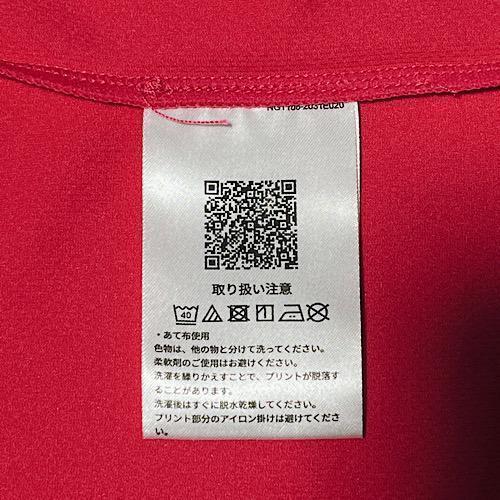 取り扱い注意
40
・あて布使用
色物は、他の物と分けて洗ってください。
柔軟剤のご使用はお避けください。
洗濯を繰りかえすことで、プリントが脱落す
ることがあります。
洗濯後はすぐに脱水乾燥してください。
プリント部分のアイロン掛けは避けてくださ
い。